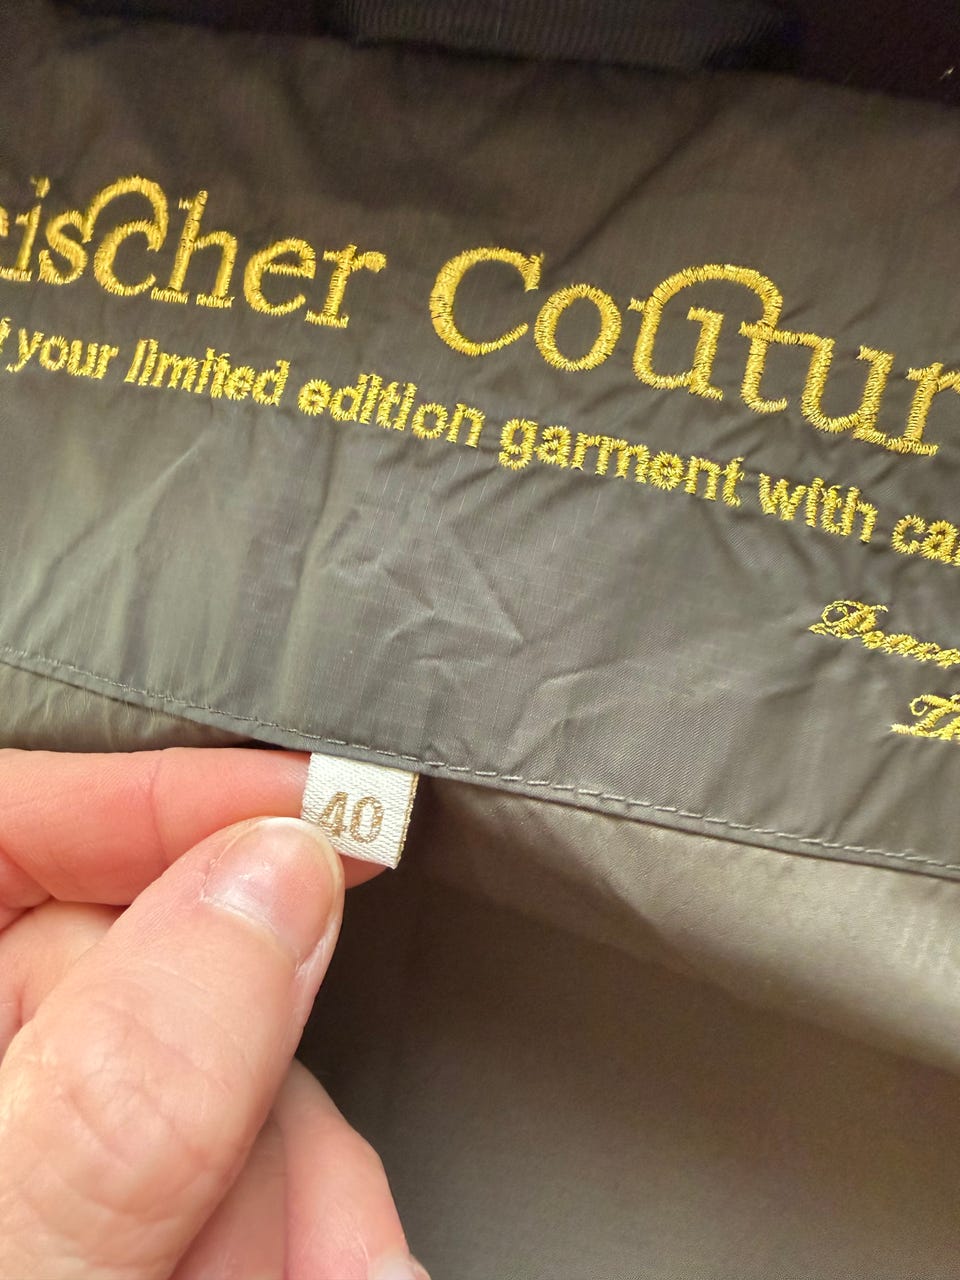 ischer Coutur
your limited edition garment with ca
40